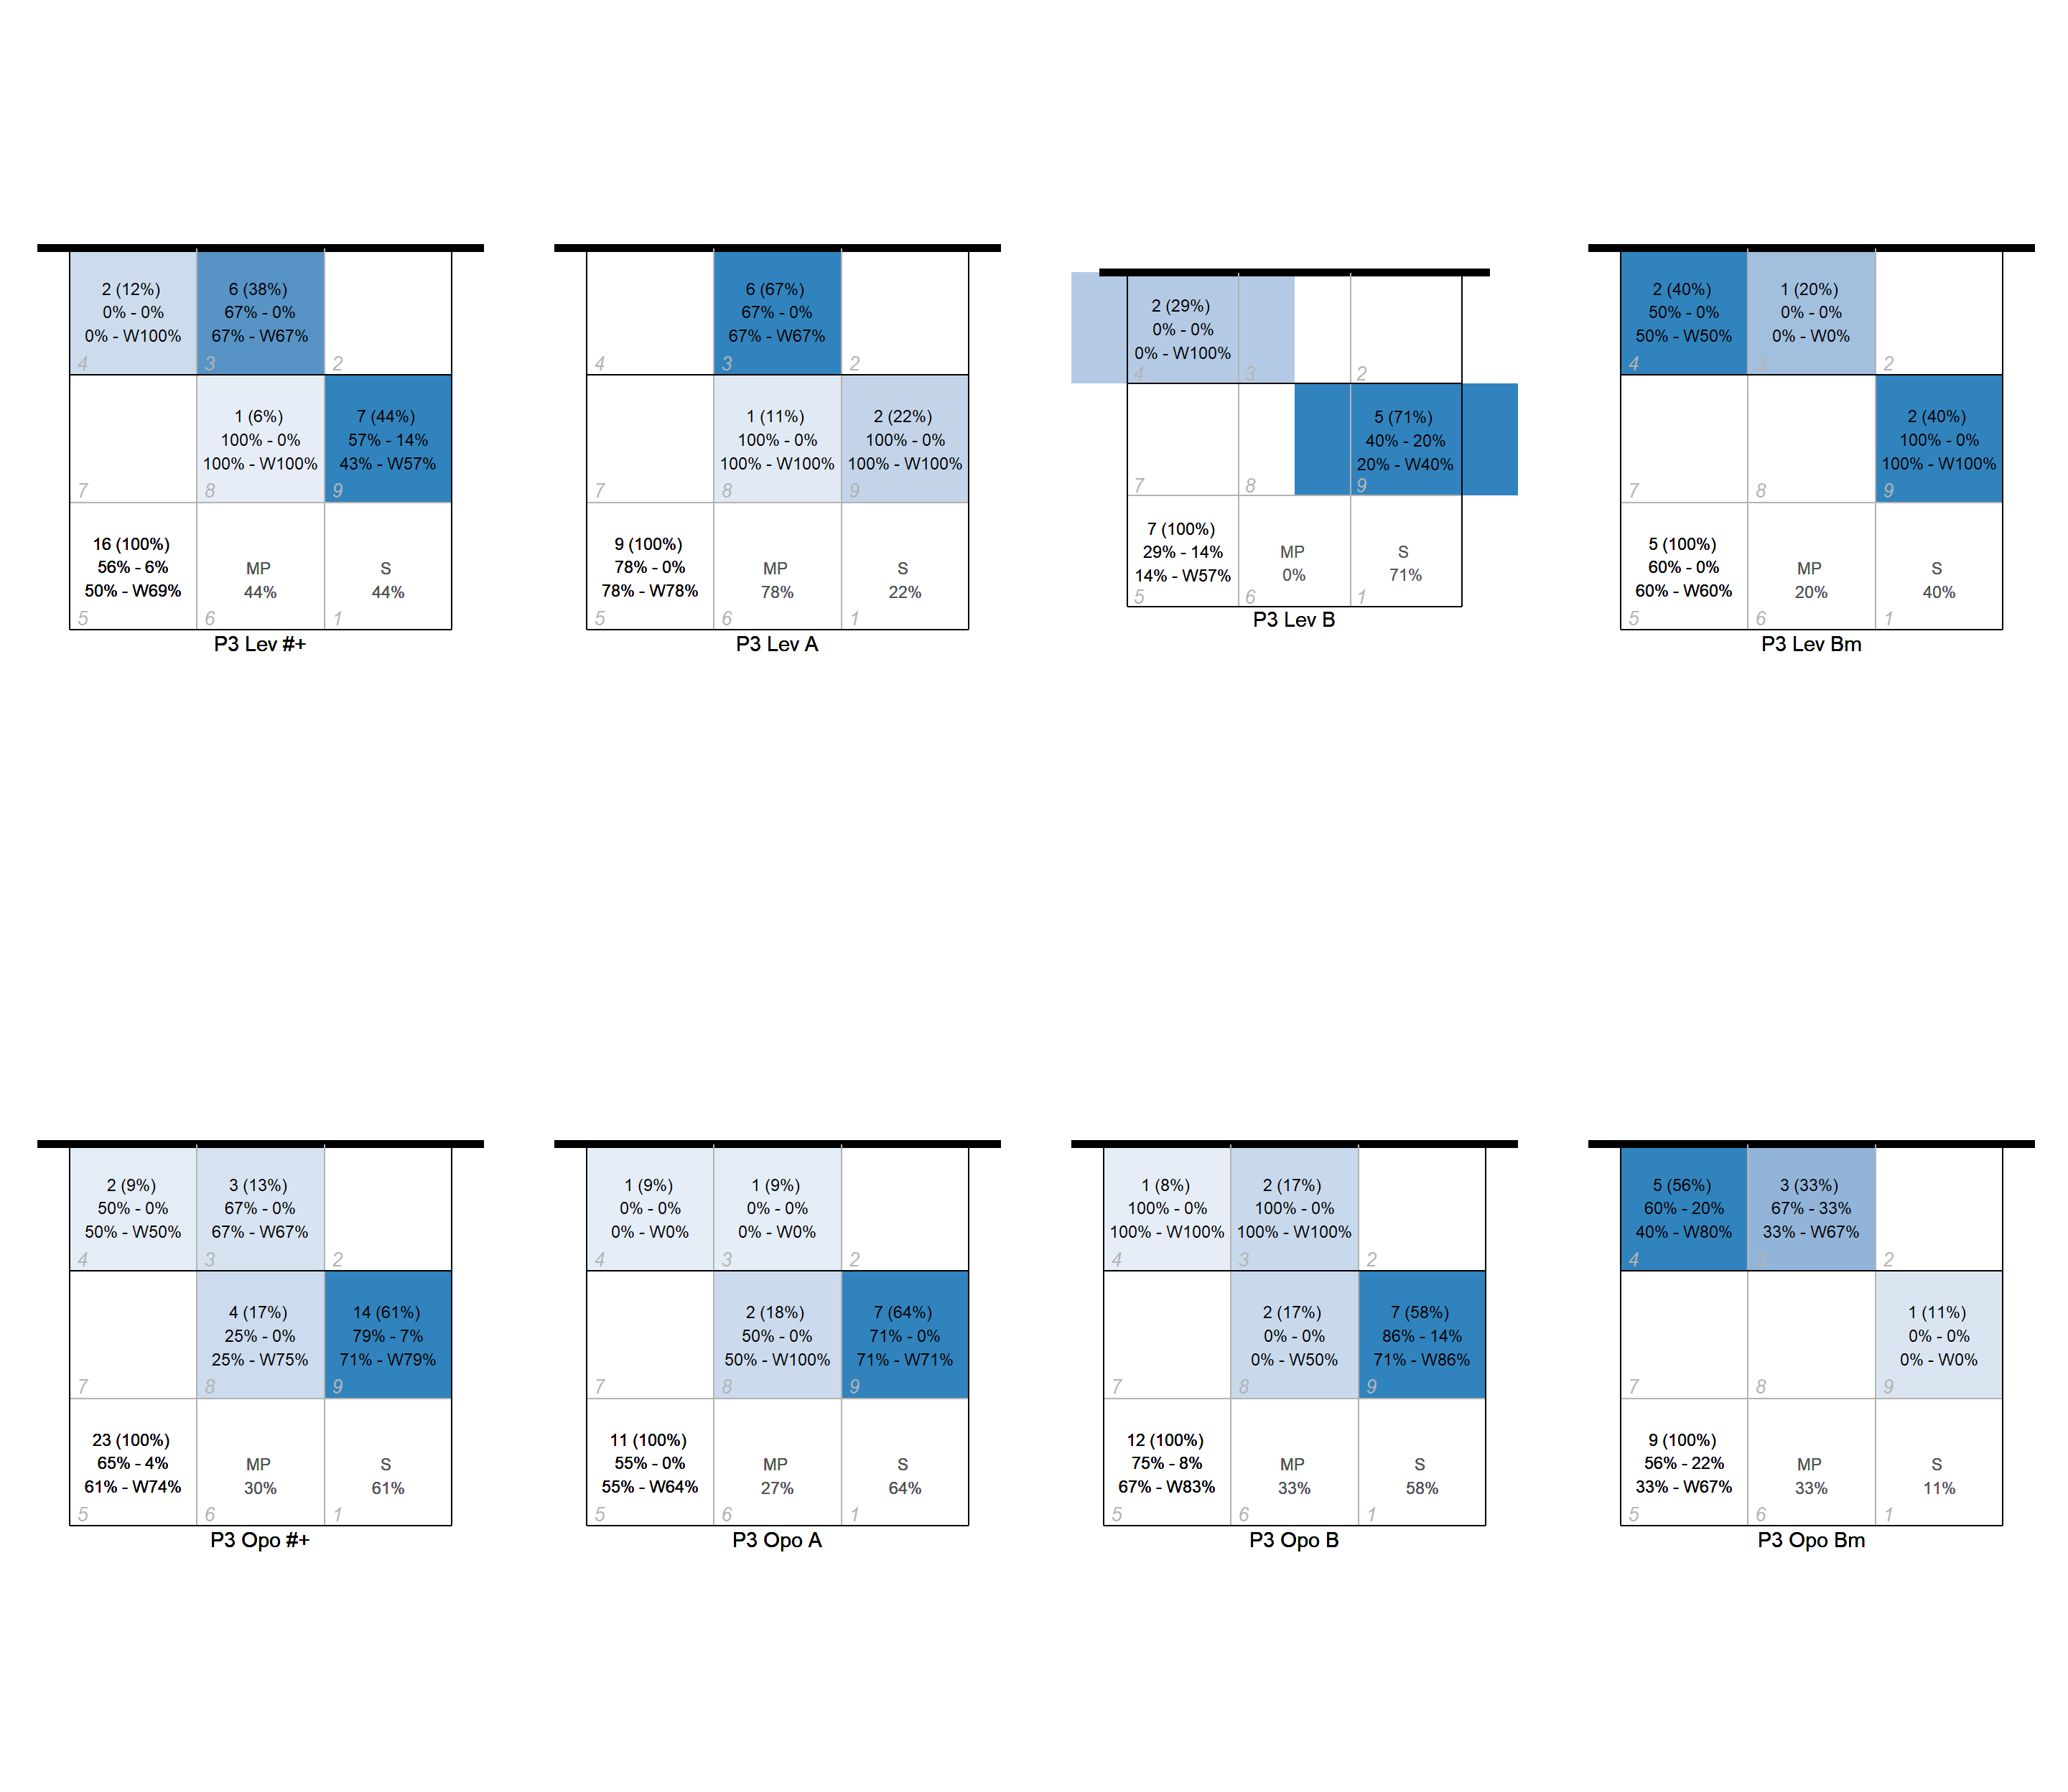 2 (12%)
0% - 0%
0% - W100%
4
6 (38%)
67% - 0%
67% - W67%
3
2
7
1 (6%)
100% - 0%
100% - W100%
8
7 (44%)
57% - 14%
43% - W57%
9
16 (100%)
56% - 6%
50% - W69%
5
MP
44%
6
S
44%
1
P3 Lev #+
4
6 (67%)
67% - 0%
67% - W67%
3
2
7
1 (11%)
100% - 0%
100% - W100%
8
2 (22%)
100% - 0%
100% - W100%
9
9 (100%)
78% - 0%
78% - W78%
5
MP
78%
6
S
22%
1
P3 Lev A
2 (29%)
0% - 0%
0% - W100%
4
3
2
7
8
5 (71%)
40% - 20%
20% - W40%
9
7 (100%)
29% - 14%
14% - W57%
5
MP
0%
6
S
71%
1
P3 Lev B
2 (40%)
50% - 0%
50% - W50%
4
1 (20%)
0% - 0%
0% - W0%
3
2
7
8
2 (40%)
100% - 0%
100% - W100%
9
5 (100%)
60% - 0%
60% - W60%
5
MP
20%
6
S
40%
1
P3 Lev Bm
2 (9%)
50% - 0%
50% - W50%
4
3 (13%)
67% - 0%
67% - W67%
3
2
7
4 (17%)
25% - 0%
25% - W75%
8
14 (61%)
79% - 7%
71% - W79%
9
23 (100%)
65% - 4%
61% - W74%
5
MP
30%
6
S
61%
1
P3 Opo #+
1 (9%)
0% - 0%
0% - W0%
4
1 (9%)
0% - 0%
0% - W0%
3
2
7
2 (18%)
50% - 0%
50% - W100%
8
7 (64%)
71% - 0%
71% - W71%
9
11 (100%)
55% - 0%
55% - W64%
5
MP
27%
6
S
64%
1
P3 Opo A
1 (8%)
100% - 0%
100% - W100%
4
2 (17%)
100% - 0%
100% - W100%
3
2
7
2 (17%)
0% - 0%
0% - W50%
8
7 (58%)
86% - 14%
71% - W86%
9
12 (100%)
75% - 8%
67% - W83%
5
MP
33%
6
S
58%
1
P3 Opo B
5 (56%)
60% - 20%
40% - W80%
4
3 (33%)
67% - 33%
33% - W67%
3
2
7
8
1 (11%)
0% - 0%
0% - W0%
9
9 (100%)
56% - 22%
33% - W67%
5
MP
33%
6
S
11%
1
P3 Opo Bm